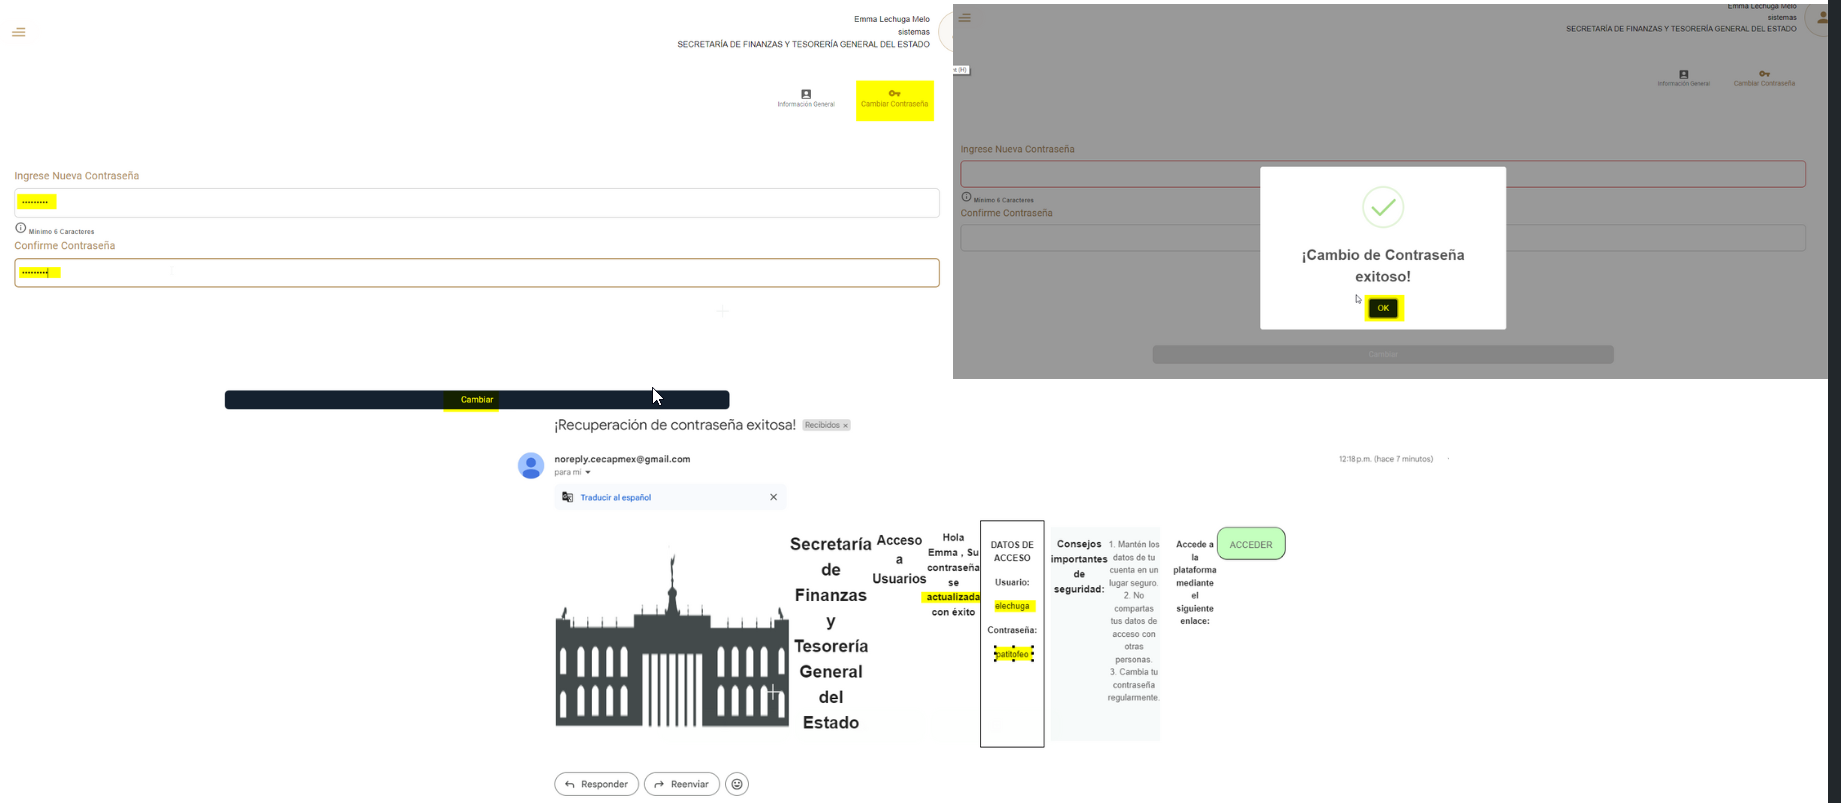 Emma Lechuga Melo
sistemas
SECRETARÍA DE FINANZAS Y TESORERÍA GENERAL DEL ESTADO
Información General
Cambiar Contraseña
Ingrese Nueva Contraseña
•••••••••
Mínimo 6 Caracteres
Confirme Contraseña
•••••••••
Cambiar
Emma Lechuga Melo
sistemas
SECRETARÍA DE FINANZAS Y TESORERÍA GENERAL DEL ESTADO
Información General
Cambiar Contraseña
Ingrese Nueva Contraseña
Mínimo 6 Caracteres
Confirme Contraseña
¡Cambio de Contraseña
exitoso!
OK
Cambiar
¡Recuperación de contraseña exitosa!
Recibidos ×
noreply.cecapmex@gmail.com
para mí
12:18 p.m. (hace 7 minutos)
Traducir al español
Secretaría
de
Finanzas
y
Tesorería
General
del
Estado
Acceso
a
Usuarios
Hola
Emma , Su
contraseña
se
actualizada
con éxito
DATOS DE
ACCESO
Usuario:
elechuga
Contraseña:
patitofeo
Consejos
importantes
de
seguridad:
1. Mantén los
datos de tu
cuenta en un
lugar seguro.
2. No
compartas
tus datos de
acceso con
otras
personas.
3. Cambia tu
contraseña
regularmente.
Accede a
la
plataforma
mediante
el
siguiente
enlace:
ACCEDER
Responder
Reenviar